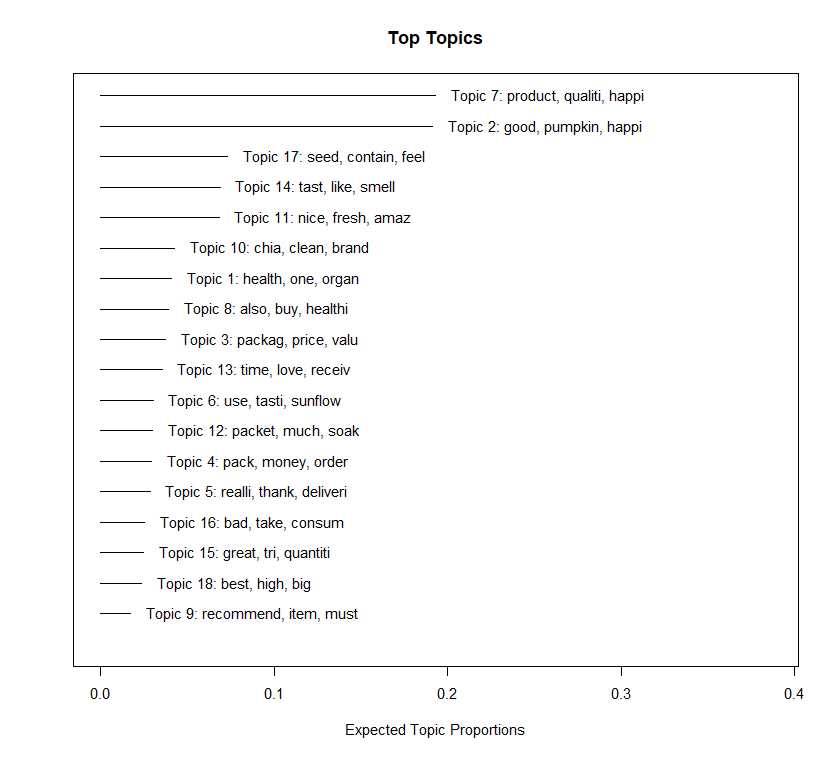 Top Topics
Topic 7: product, qualiti, happi
Topic 2: good, pumpkin, happi
Topic 17: seed, contain, feel
Topic 14: tast, like, smell
Topic 11: nice, fresh, amaz
Topic 10: chia, clean, brand
Topic 1: health, one, organ
Topic 8: also, buy, healthi
Topic 3: packag, price, valu
Topic 13: time, love, receiv
Topic 6: use, tasti, sunflow
Topic 12: packet, much, soak
Topic 4: pack, money, order
Topic 5: realli, thank, deliveri
Topic 16: bad, take, consum
Topic 15: great, tri, quantiti
Topic 18: best, high, big
Topic 9: recommend, item, must
0.0 0.1 0.2 0.3 0.4
Expected Topic Proportions